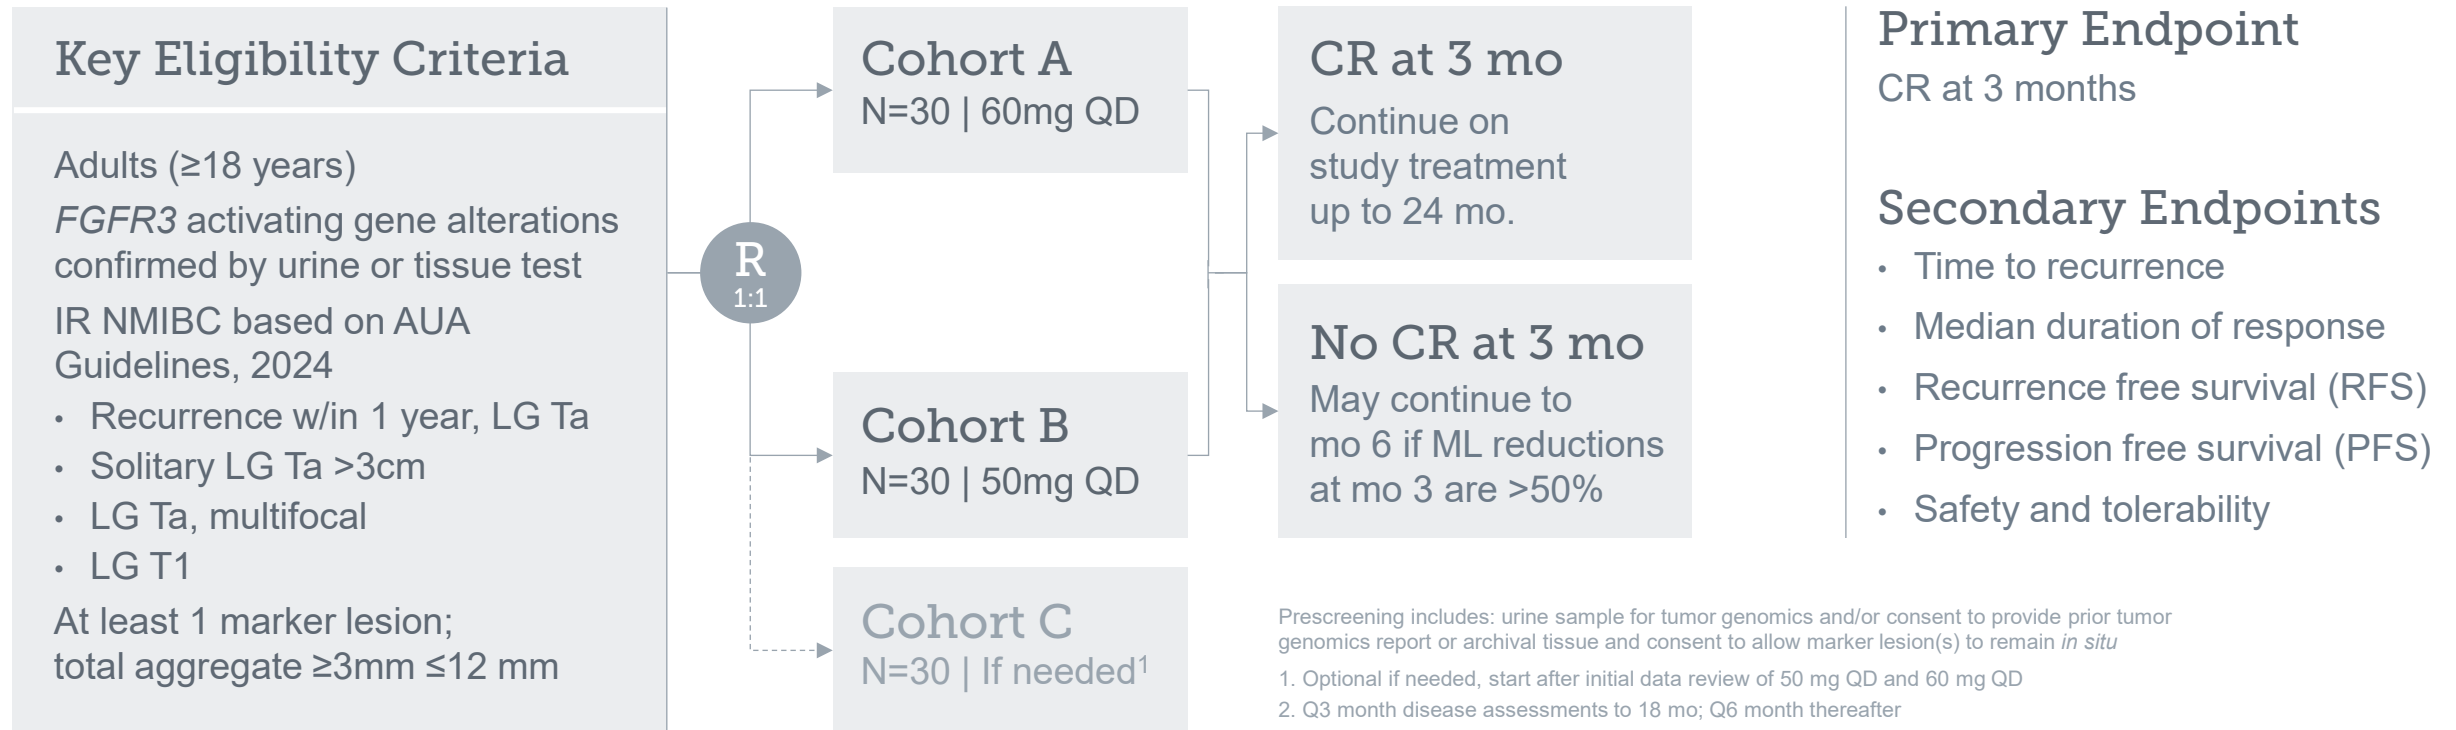 Key Eligibility Criteria
Adults (≥18 years)
FGFR3 activating gene alterations
confirmed by urine or tissue test
IR NMIBC based on AUA
Guidelines, 2024
• Recurrence w/in 1 year, LG Ta
• Solitary LG Ta >3cm
• LG Ta, multifocal
• LG T1
At least 1 marker lesion;
total aggregate ≥3mm ≤12 mm
R
1:1
Cohort A
N=30 | 60mg QD
Cohort B
N=30 | 50mg QD
Cohort C
N=30 | If needed¹
CR at 3 mo
Continue on
study treatment
up to 24 mo.
No CR at 3 mo
May continue to
mo 6 if ML reductions
at mo 3 are >50%
Primary Endpoint
CR at 3 months
Secondary Endpoints
• Time to recurrence
• Median duration of response
• Recurrence free survival (RFS)
• Progression free survival (PFS)
• Safety and tolerability
Prescreening includes: urine sample for tumor genomics and/or consent to provide prior tumor
genomics report or archival tissue and consent to allow marker lesion(s) to remain in situ
1. Optional if needed, start after initial data review of 50 mg QD and 60 mg QD
2. Q3 month disease assessments to 18 mo; Q6 month thereafter